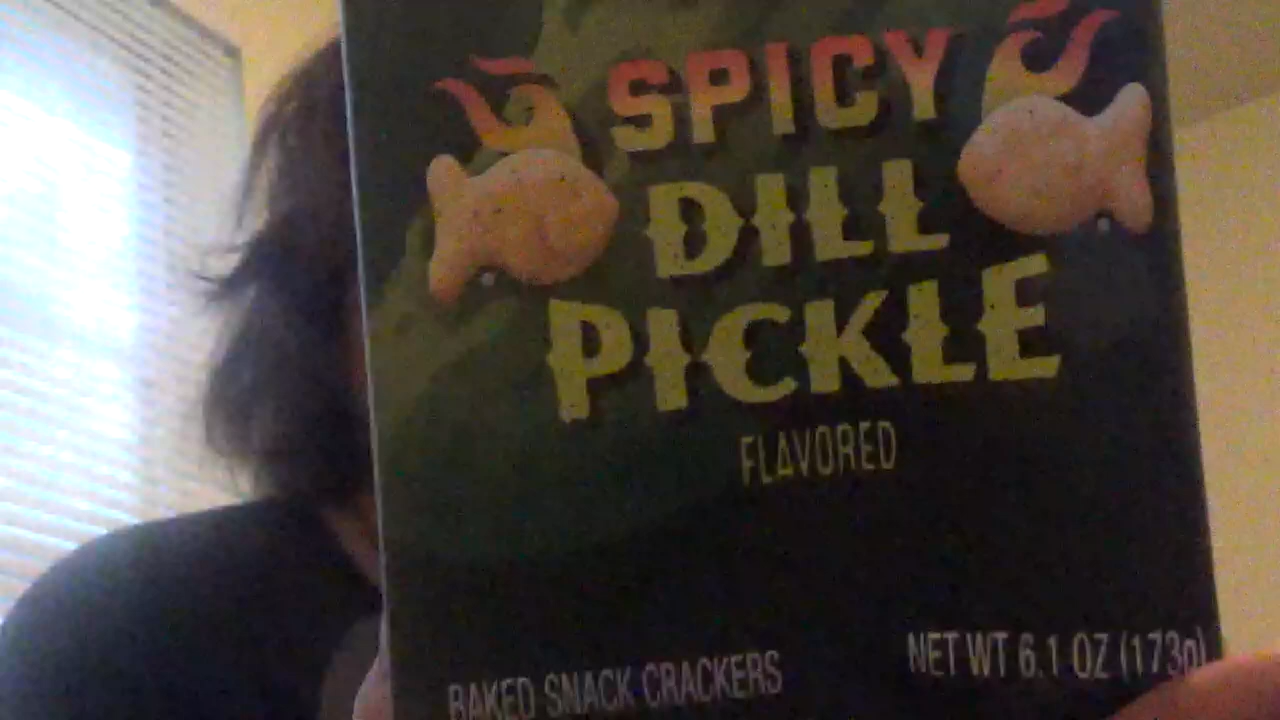 SPICY
DILL
PICKLE
FLAVORED
BAKED SNACK CRACKERS
NET WT 6.1 OZ (173g)